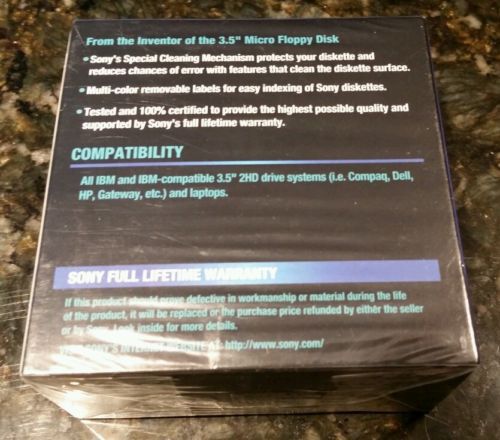 From the Inventor of the 3.5" Micro Floppy Disk
• Sony's Special Cleaning Mechanism protects your diskette and
reduces chances of error with features that clean the diskette surface.
• Multi-color removable labels for easy indexing of Sony diskettes.
• Tested and 100% certified to provide the highest possible quality and
supported by Sony's full lifetime warranty.
COMPATIBILITY
All IBM and IBM-compatible 3.5" 2HD drive systems (i.e. Compaq, Dell,
HP, Gateway, etc.) and laptops.
SONY FULL LIFETIME WARRANTY
If this product should prove defective in workmanship or material during the life
of the product, it will be replaced or the purchase price refunded by either the seller
or by Sony. Look inside for more details.
SONY'S INTERNET WEBSITE AT: http://www.sony.com/